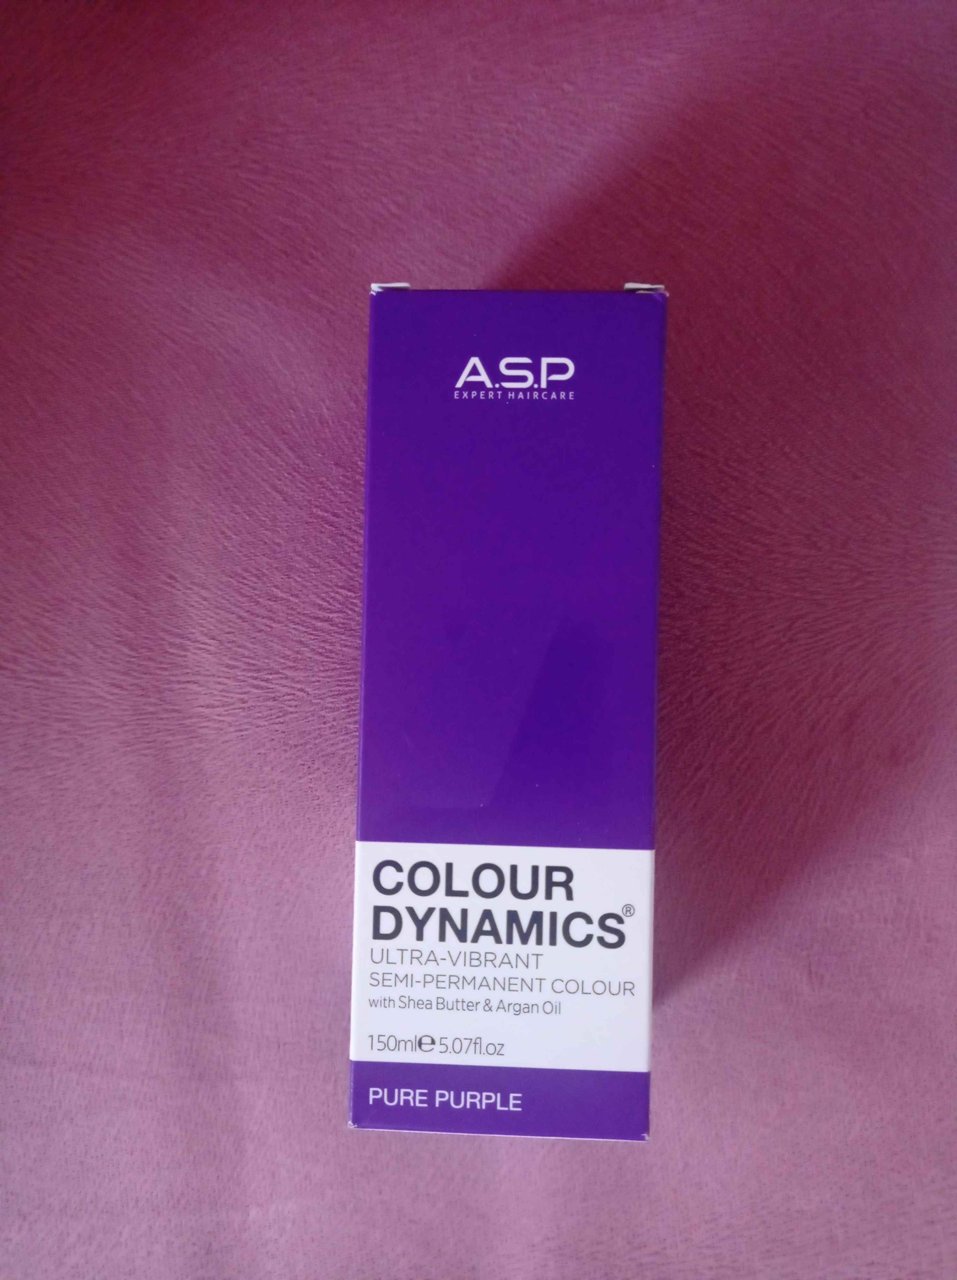 A.S.P
EXPERT HAIRCARE
COLOUR
DYNAMICS®
ULTRA-VIBRANT
SEMI-PERMANENT COLOUR
with Shea Butter & Argan Oil
150ml℮5.07fl.oz
PURE PURPLE